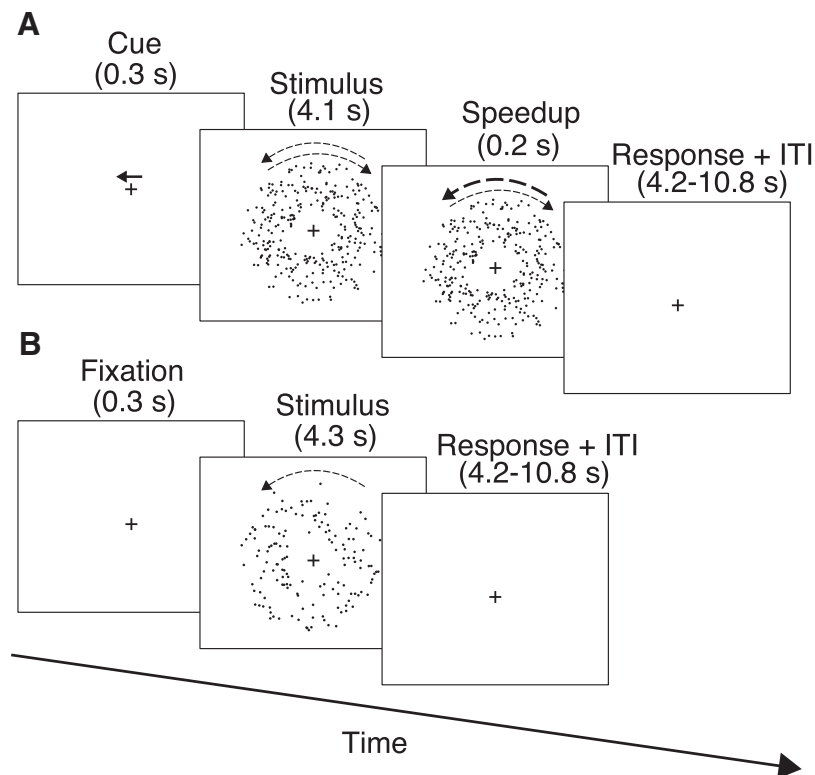 A
Cue
(0.3 s)
Stimulus
(4.1 s)
Speedup
(0.2 s)
Response + ITI
(4.2-10.8 s)
B
Fixation
(0.3 s)
Stimulus
(4.3 s)
Response + ITI
(4.2-10.8 s)
Time